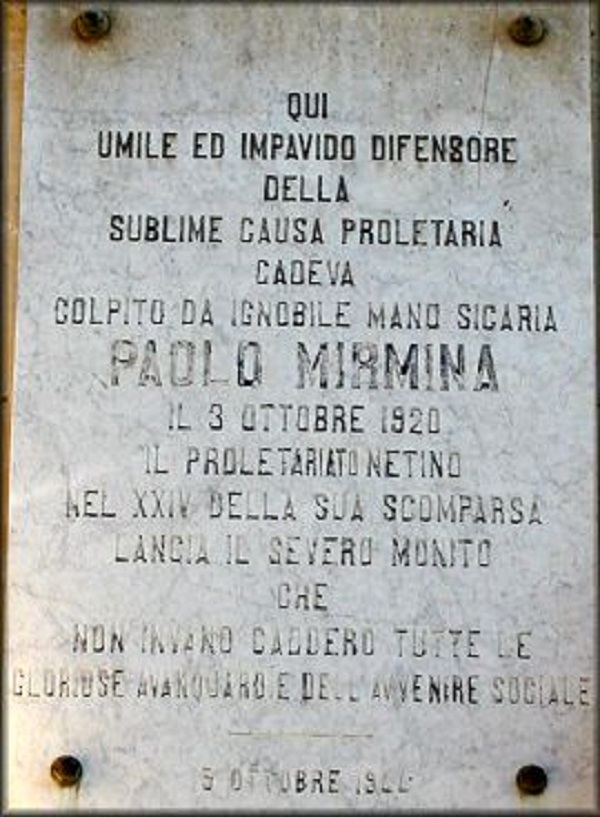 QUI
UMILE ED IMPAVIDO DIFENSORE
DELLA
SUBLIME CAUSA PROLETARIA
CADEVA
COLPITO DA IGNOBILE MANO SICARIA
PAOLO MIRMINA
IL 3 OTTOBRE 1920
IL PROLETARIATO NETINO
NEL XXIV DELLA SUA SCOMPARSA
LANCIA IL SEVERO MONITO
CHE
NON INVANO CADDERO TUTTE LE
GLORIOSE AVANGUARDIE DELL'AVVENIRE SOCIALE
OTTOBRE